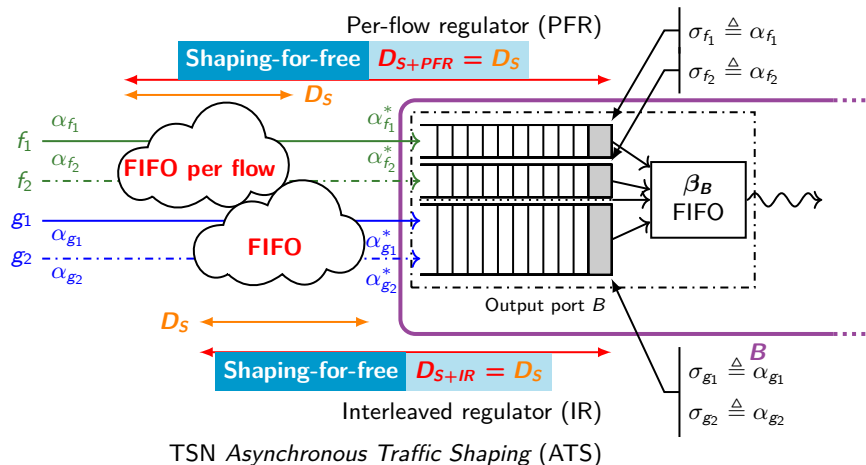 Per-flow regulator (PFR)
Shaping-for-free D_{S+PFR} = D_S
D_S
σ_{f_1} ≜ α_{f_1}
σ_{f_2} ≜ α_{f_2}
α_{f_1} α*_{f_1}
f_1
α_{f_2} α*_{f_2}
FIFO per flow
f_2
g_1
α_{g_1} α*_{g_1}
FIFO
g_2
α_{g_2} α*_{g_2}
β_B
FIFO
Output port B
D_S
B
Shaping-for-free D_{S+IR} = D_S
σ_{g_1} ≜ α_{g_1}
σ_{g_2} ≜ α_{g_2}
Interleaved regulator (IR)
TSN Asynchronous Traffic Shaping (ATS)